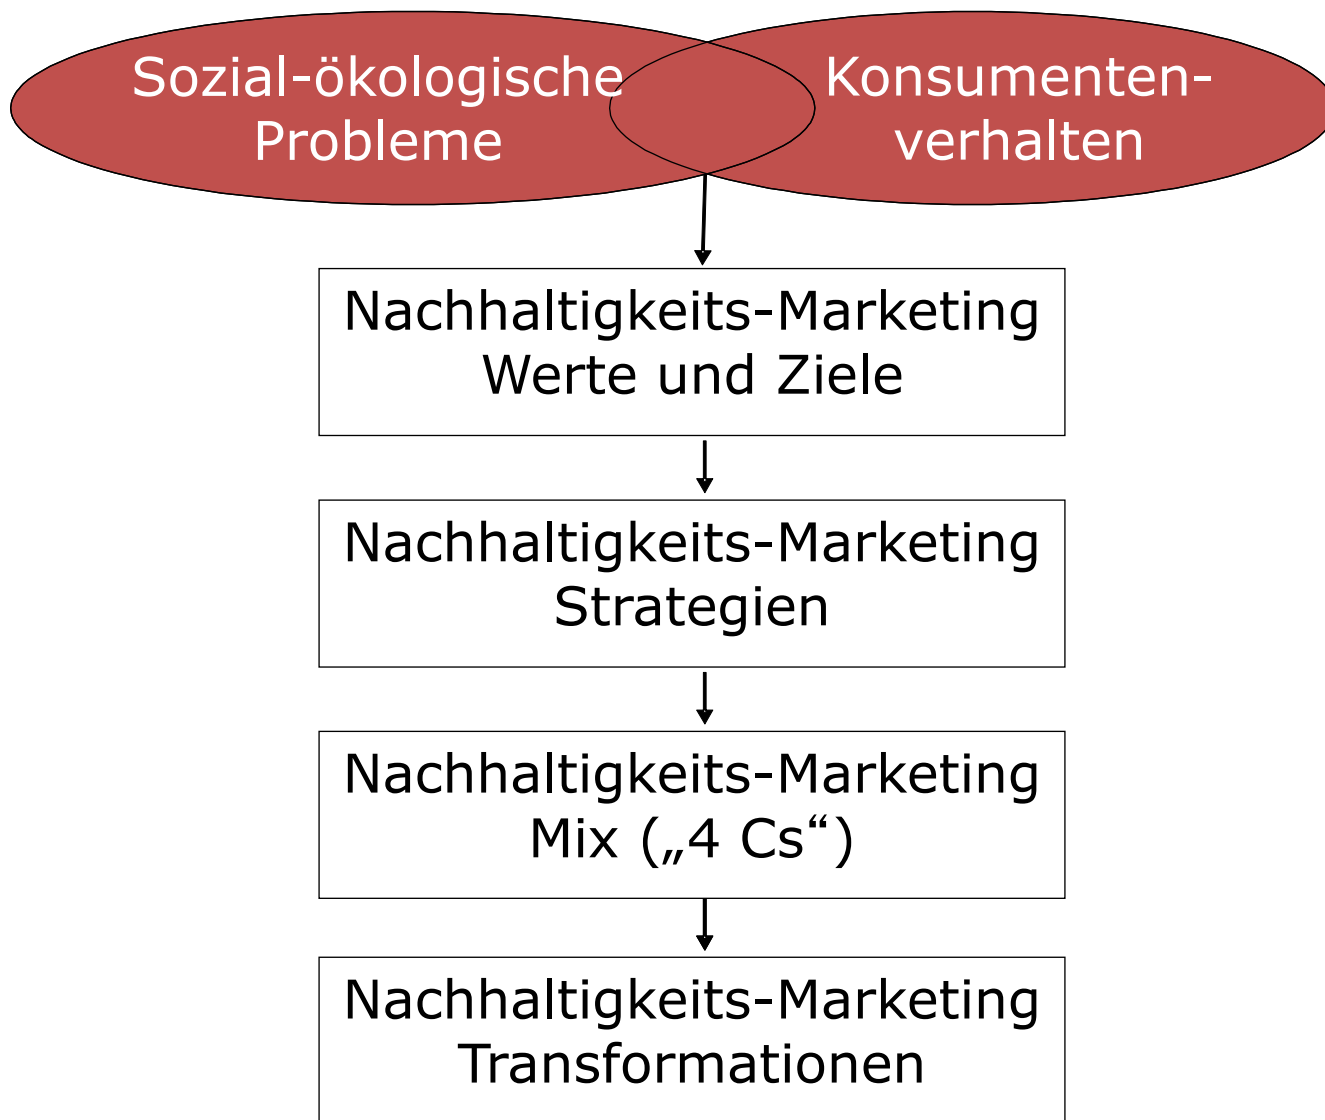 Sozial-ökologische
Probleme
Konsumenten-
verhalten
Nachhaltigkeits-Marketing
Werte und Ziele
Nachhaltigkeits-Marketing
Strategien
Nachhaltigkeits-Marketing
Mix („4 Cs“)
Nachhaltigkeits-Marketing
Transformationen